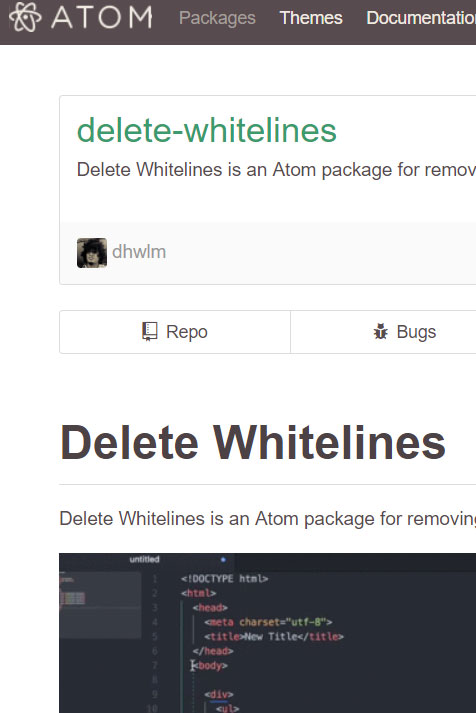 ATOM Packages Themes Documentation
delete-whitelines
Delete Whitelines is an Atom package for remov
dhwlm
Repo Bugs
Delete Whitelines
Delete Whitelines is an Atom package for removing
untitled
1 <!DOCTYPE html>
2 <html>
3 <head>
4 <meta charset="utf-8">
5 <title>New Title</title>
6 </head>
7 <body>
8
9 <div>
10 <ul>